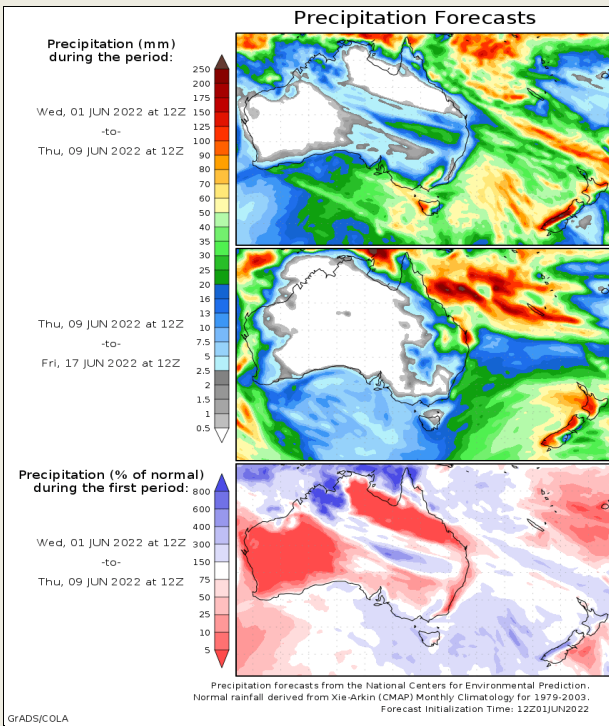 Precipitation Forecasts
Precipitation (mm)
during the period:
Wed, 01 JUN 2022 at 12Z
-to-
Thu, 09 JUN 2022 at 12Z
250
200
175
150
125
100
90
80
70
60
50
40
35
30
25
20
16
13
10
7.5
5
2.5
2
1.5
1
0.5
Thu, 09 JUN 2022 at 12Z
-to-
Fri, 17 JUN 2022 at 12Z
Precipitation (% of normal)
during the first period:
Wed, 01 JUN 2022 at 12Z
-to-
Thu, 09 JUN 2022 at 12Z
800
600
400
300
150
75
50
25
10
5
Precipitation forecasts from the National Centers for Environmental Prediction.
Normal rainfall derived from Xie-Arkin (CMAP) Monthly Climatology for 1979-2003.
Forecast Initialization Time: 12Z01JUN2022
GrADS/COLA